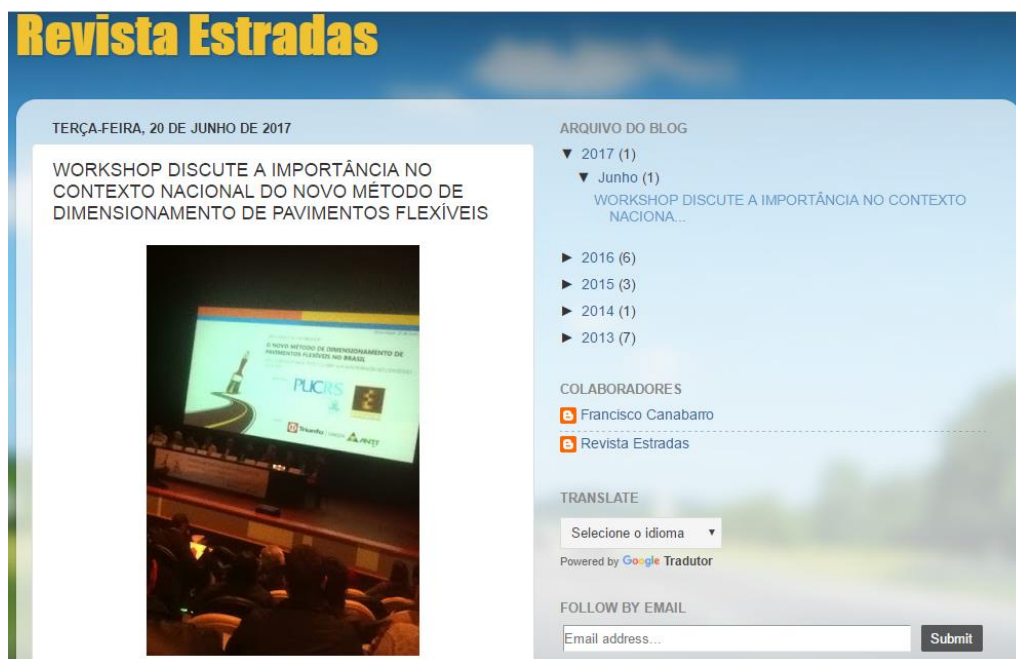 Revista Estradas
TERÇA-FEIRA, 20 DE JUNHO DE 2017
WORKSHOP DISCUTE A IMPORTÂNCIA NO
CONTEXTO NACIONAL DO NOVO MÉTODO DE
DIMENSIONAMENTO DE PAVIMENTOS FLEXÍVEIS
O NOVO MÉTODO DE DIMENSIONAMENTO DE
PAVIMENTOS FLEXÍVEIS NO BRASIL
PUCRS
Triunfo
ANTT
ARQUIVO DO BLOG
▼ 2017 (1)
▼ Junho (1)
WORKSHOP DISCUTE A IMPORTÂNCIA NO CONTEXTO
NACIONA...
► 2016 (6)
► 2015 (3)
► 2014 (1)
► 2013 (7)
COLABORADORES
Francisco Canabarro
Revista Estradas
TRANSLATE
Selecione o idioma ▼
Powered by Google Tradutor
FOLLOW BY EMAIL
Email address...
Submit